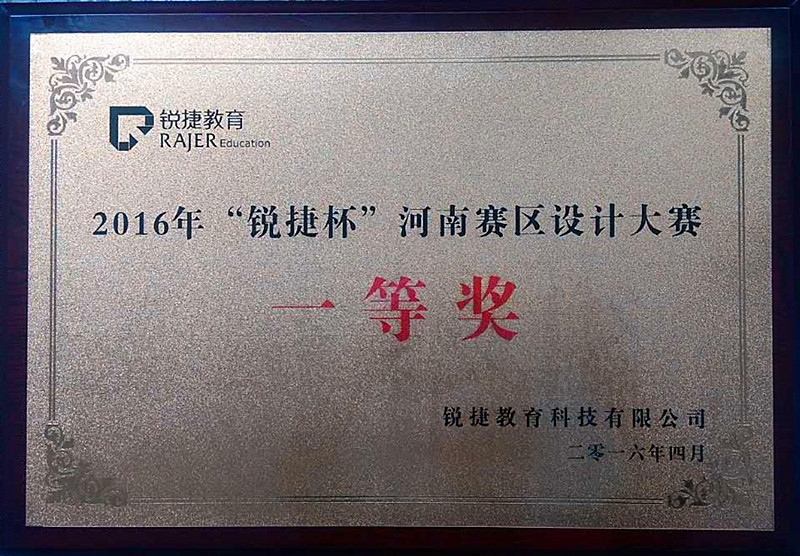 锐捷教育
RAJER Education
2016年“锐捷杯”河南赛区设计大赛
一等奖
锐捷教育科技有限公司
二零一六年四月